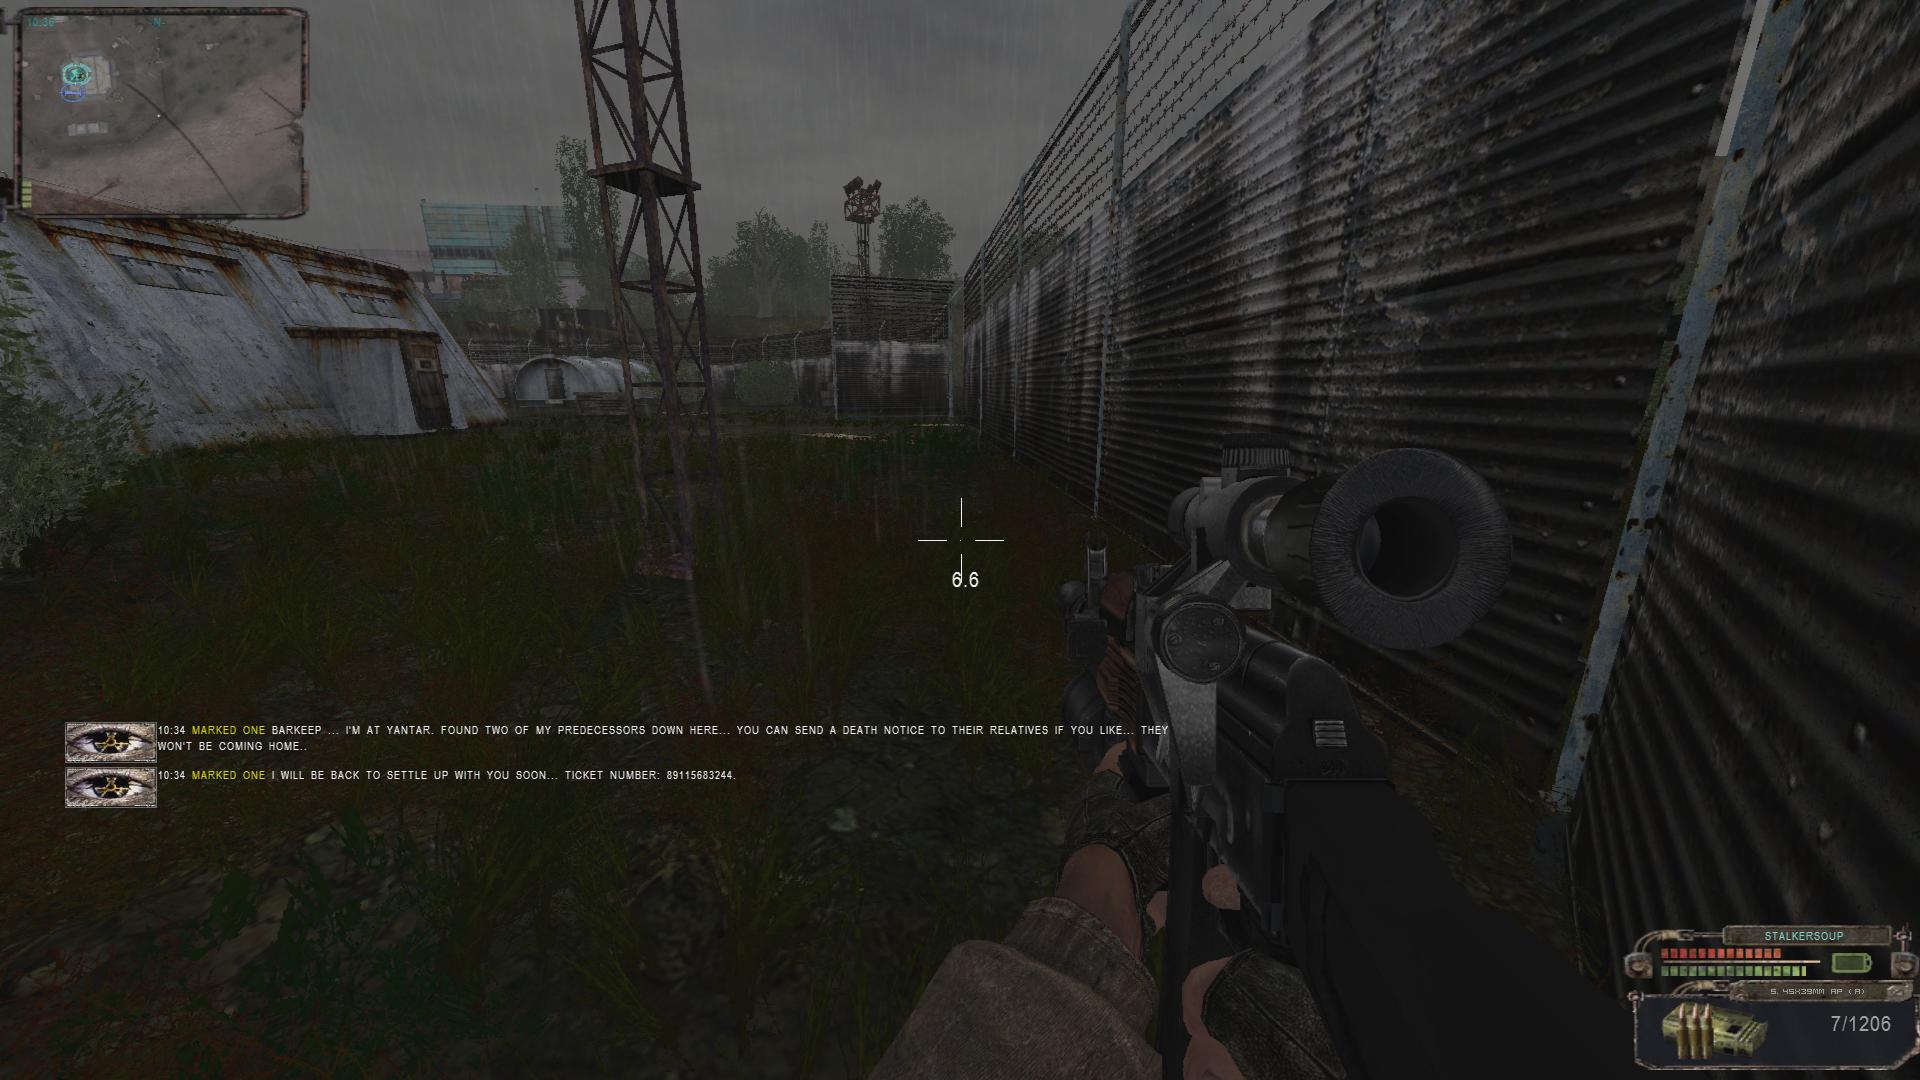 10:36
-N-
6.6
10:34 MARKED ONE BARKEEP ... I'M AT YANTAR. FOUND TWO OF MY PREDECESSORS DOWN HERE... YOU CAN SEND A DEATH NOTICE TO THEIR RELATIVES IF YOU LIKE... THEY
WON'T BE COMING HOME..
10:34 MARKED ONE I WILL BE BACK TO SETTLE UP WITH YOU SOON... TICKET NUMBER: 89115683244.
STALKERSOUP
5.45X39MM AP (A)
7/1206